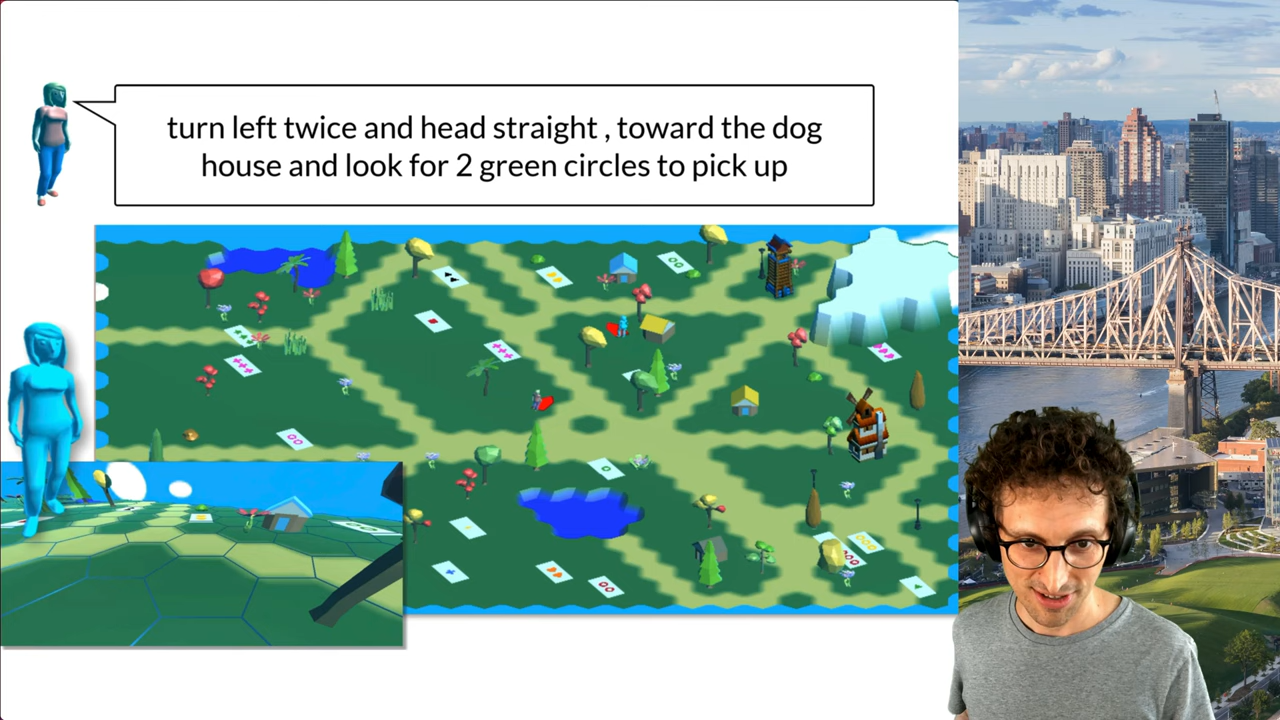 turn left twice and head straight , toward the dog
house and look for 2 green circles to pick up